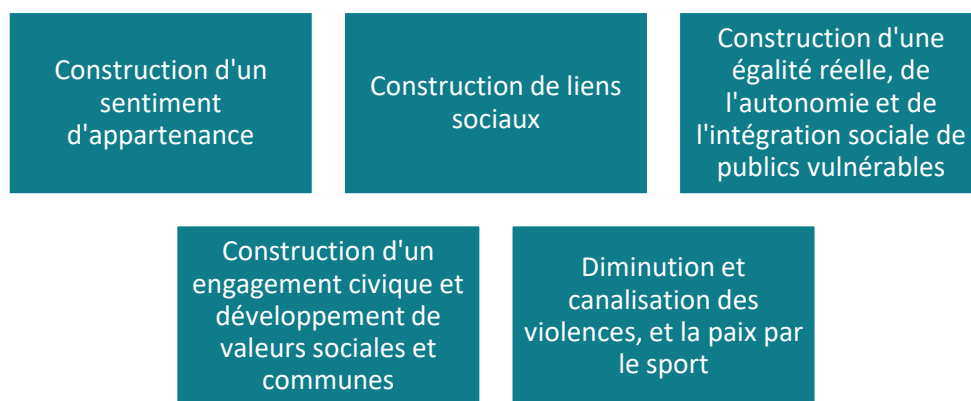 Construction d'un
sentiment
d'appartenance
Construction de liens
sociaux
Construction d'une
égalité réelle, de
l'autonomie et de
l'intégration sociale de
publics vulnérables
Construction d'un
engagement civique et
développement de
valeurs sociales et
communes
Diminution et
canalisation des
violences, et la paix par
le sport